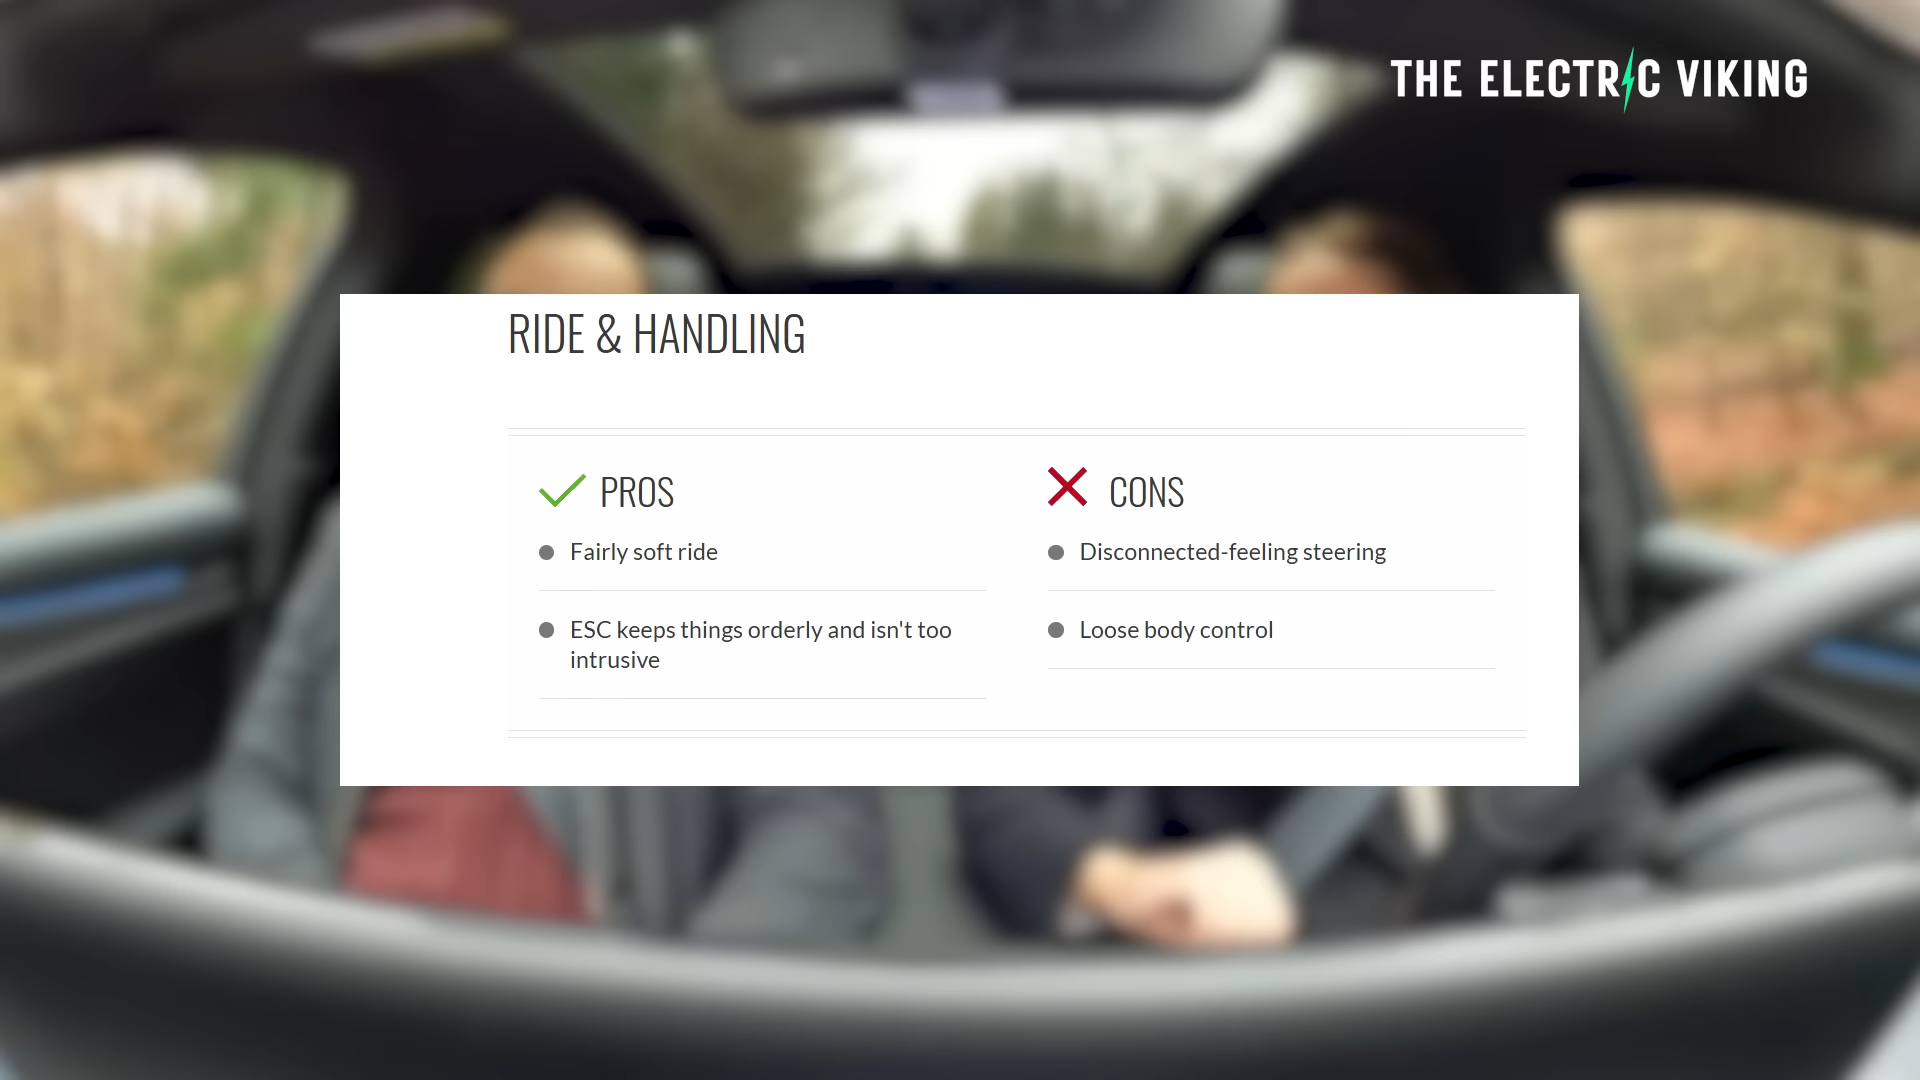 THE ELECTRIC VIKING
RIDE & HANDLING
PROS
Fairly soft ride
ESC keeps things orderly and isn't too
intrusive
CONS
Disconnected-feeling steering
Loose body control